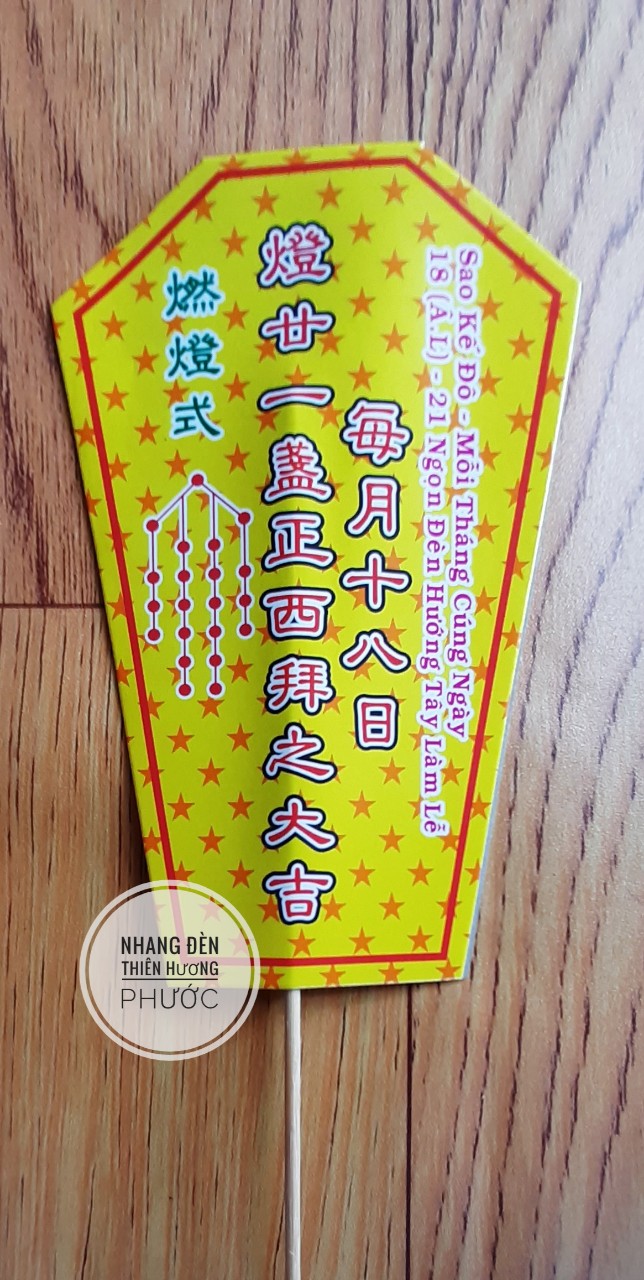 Sao Kế Đô - Mỗi Tháng Cúng Ngày
18 (Â.L) - 21 Ngọn Đèn Hướng Tây Làm Lễ
每月十八日
燈廿一盞正西拜之大吉
燃燈式
NHANG ĐÈN
THIÊN HƯƠNG
PHƯỚC